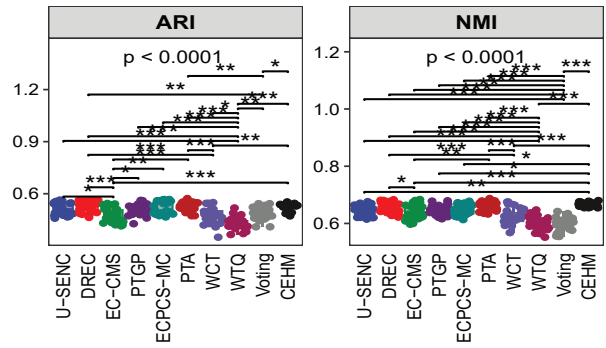 ARI
NMI
p < 0.0001
p < 0.0001
1.2
0.9
0.6
1.2
1.0
0.8
0.6
U-SENC
DREC
EC-CMS
PTGP
ECPCS-MC
PTA
WCT
WTQ
Voting
CEHM
U-SENC
DREC
EC-CMS
PTGP
ECPCS-MC
PTA
WCT
WTQ
Voting
CEHM